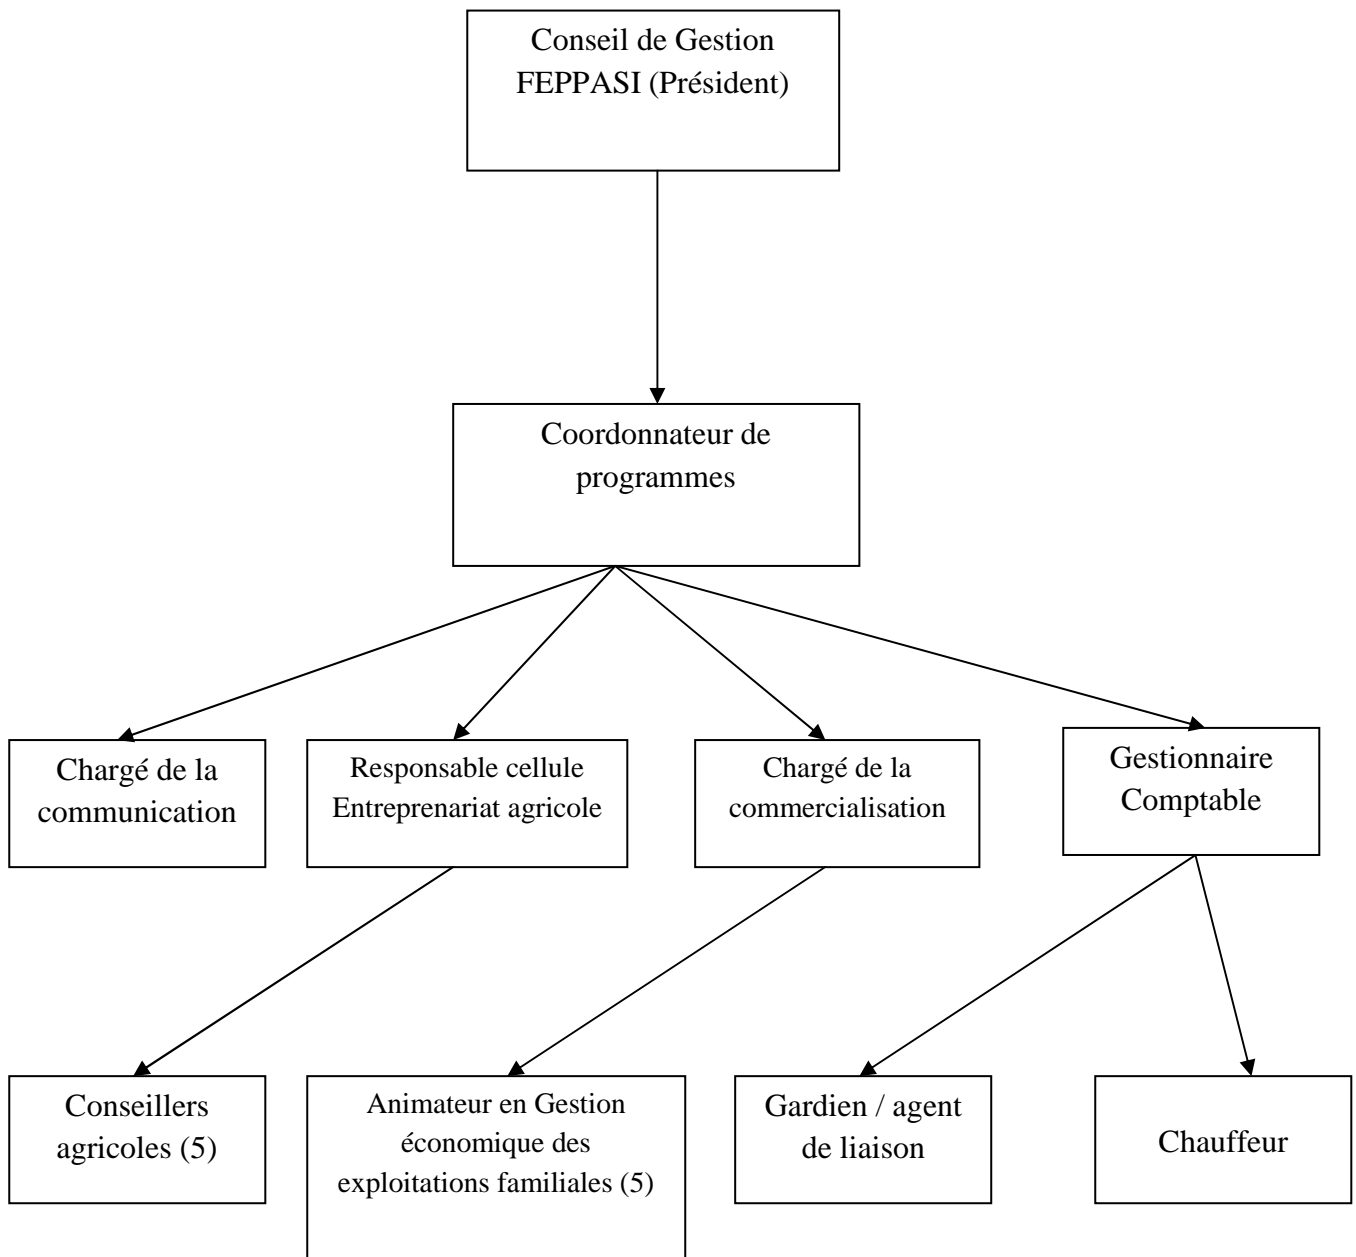 Conseil de Gestion
FEPPASI (Président)
Coordonnateur de
programmes
Chargé de la
communication
Responsable cellule
Entreprenariat agricole
Chargé de la
commercialisation
Gestionnaire
Comptable
Conseillers
agricoles (5)
Animateur en Gestion
économique des
exploitations familiales (5)
Gardien / agent
de liaison
Chauffeur